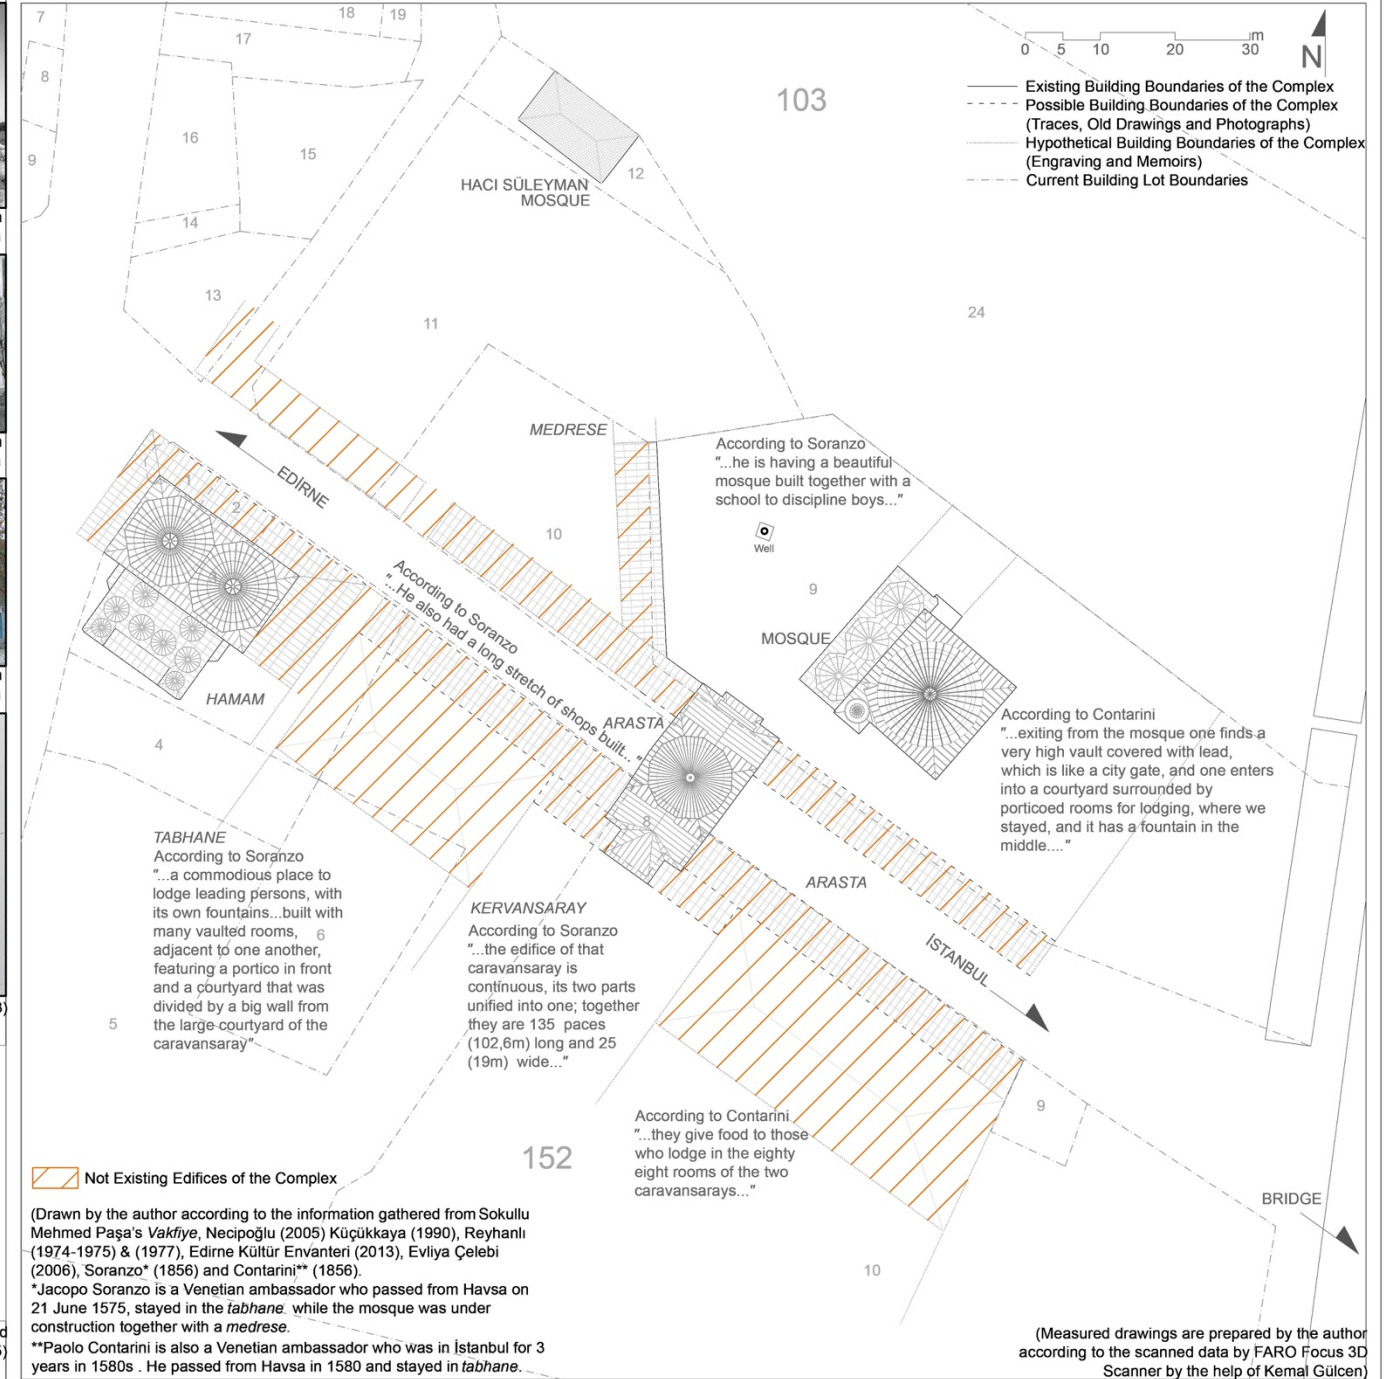 7
8
9
18
19
17
16
15
14
13
12
11
103
24
0 5 10 20 30 m
N
Existing Building Boundaries of the Complex
Possible Building Boundaries of the Complex
(Traces, Old Drawings and Photographs)
Hypothetical Building Boundaries of the Complex
(Engraving and Memoirs)
Current Building Lot Boundaries
HACI SÜLEYMAN
MOSQUE
MEDRESE
According to Soranzo
"...he is having a beautiful
mosque built together with a
school to discipline boys..."
Well
EDİRNE
1
2
10
9
According to Soranzo
"...He also had a long stretch of shops built... "
MOSQUE
HAMAM
ARASTA
8
4
According to Contarini
"...exiting from the mosque one finds a
very high vault covered with lead,
which is like a city gate, and one enters
into a courtyard surrounded by
porticoed rooms for lodging, where we
stayed, and it has a fountain in the
middle...."
TABHANE
According to Soranzo
"...a commodious place to
lodge leading persons, with
its own fountains...built with
many vaulted rooms,
adjacent to one another,
featuring a portico in front
and a courtyard that was
divided by a big wall from
the large courtyard of the
caravansaray"
6
5
KERVANSARAY
According to Soranzo
"...the edifice of that
caravansaray is
continuous, its two parts
unified into one; together
they are 135 paces
(102,6m) long and 25
(19m) wide..."
ARASTA
İSTANBUL
9
According to Contarini
"...they give food to those
who lodge in the eighty
eight rooms of the two
caravansarays..."
152
10
BRIDGE
Not Existing Edifices of the Complex
(Drawn by the author according to the information gathered from Sokullu
Mehmed Paşa's Vakfiye, Necipoğlu (2005) Küçükkaya (1990), Reyhanlı
(1974-1975) & (1977), Edirne Kültür Envanteri (2013), Evliya Çelebi
(2006), Soranzo* (1856) and Contarini** (1856).
*Jacopo Soranzo is a Venetian ambassador who passed from Havsa on
21 June 1575, stayed in the tabhane while the mosque was under
construction together with a medrese.
**Paolo Contarini is also a Venetian ambassador who was in İstanbul for 3
years in 1580s . He passed from Havsa in 1580 and stayed in tabhane.
(Measured drawings are prepared by the author
according to the scanned data by FARO Focus 3D
Scanner by the help of Kemal Gülcen)